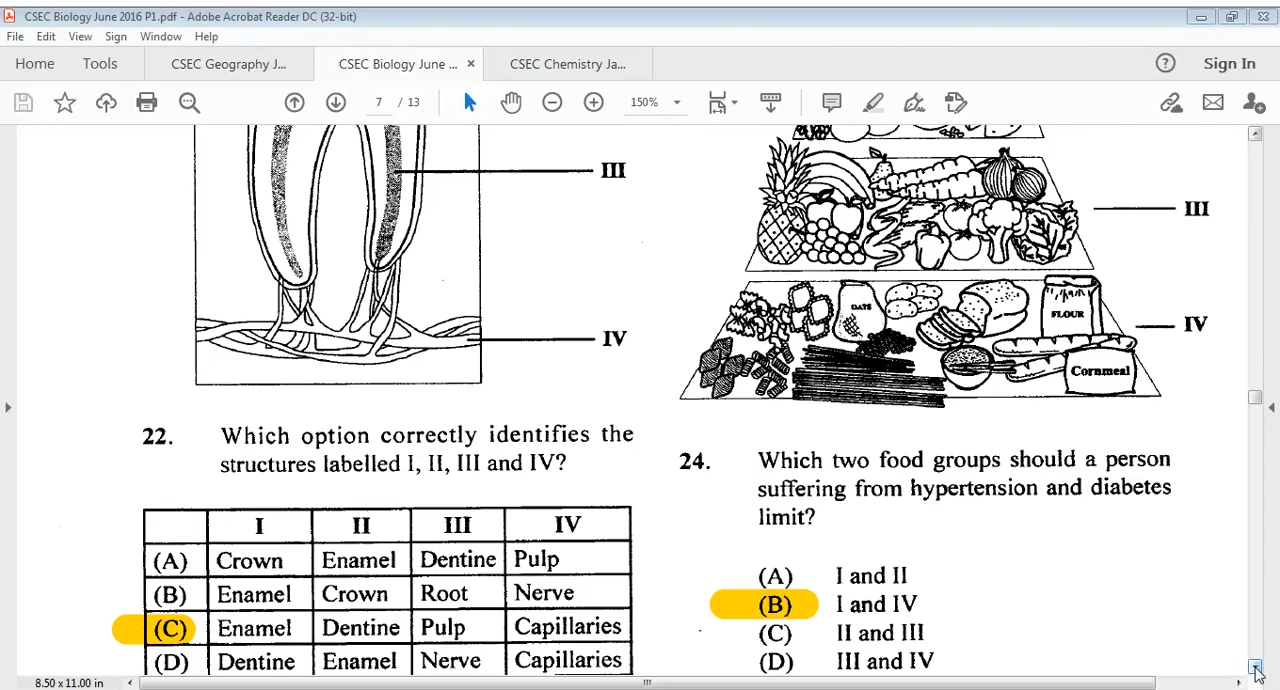 CSEC Biology June 2016 P1.pdf - Adobe Acrobat Reader DC (32-bit)
File Edit View Sign Window Help
Home Tools CSEC Geography J... CSEC Biology June ... × CSEC Chemistry Ja... ? Sign In
7 / 13 150%
III
IV
22. Which option correctly identifies the
structures labelled I, II, III and IV?
I II III IV
(A) Crown Enamel Dentine Pulp
(B) Enamel Crown Root Nerve
(C) Enamel Dentine Pulp Capillaries
(D) Dentine Enamel Nerve Capillaries
III
OATS
FLOUR
IV
Cornmeal
24. Which two food groups should a person
suffering from hypertension and diabetes
limit?
(A) I and II
(B) I and IV
(C) II and III
(D) III and IV
8.50 x 11.00 in